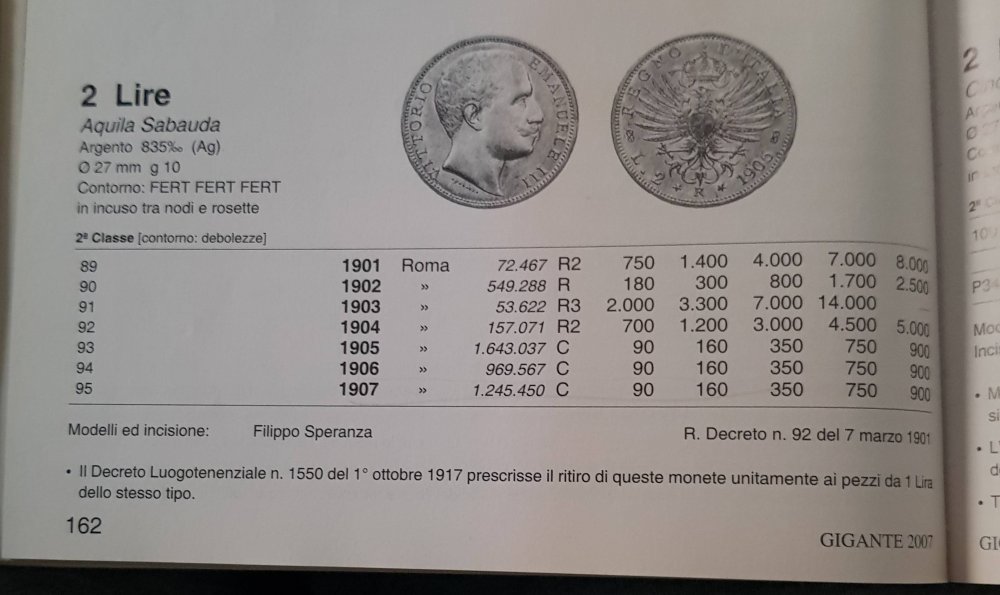 2 Lire
Aquila Sabauda
Argento 835‰ (Ag)
Ø 27 mm g 10
Contorno: FERT FERT FERT
in incuso tra nodi e rosette
VITTORIO EMANUELE III
REGNO D'ITALIA
L. 2 R 1905
2ª Classe [contorno: debolezze]
89 1901 Roma 72.467 R2 750 1.400 4.000 7.000 8.000
90 1902 » 549.288 R 180 300 800 1.700 2.500
91 1903 » 53.622 R3 2.000 3.300 7.000 14.000
92 1904 » 157.071 R2 700 1.200 3.000 4.500 5.000
93 1905 » 1.643.037 C 90 160 350 750 900
94 1906 » 969.567 C 90 160 350 750 900
95 1907 » 1.245.450 C 90 160 350 750 900
Modelli ed incisione: Filippo Speranza R. Decreto n. 92 del 7 marzo 1901
• Il Decreto Luogotenenziale n. 1550 del 1° ottobre 1917 prescrisse il ritiro di queste monete unitamente ai pezzi da 1 Lira
dello stesso tipo.
162
GIGANTE 2007
2